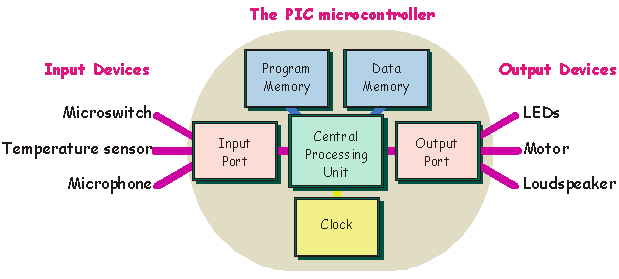 The PIC microcontroller
Input Devices
Output Devices
Program
Memory
Data
Memory
Microswitch
Temperature sensor
Microphone
Input
Port
Central
Processing
Unit
Output
Port
LEDs
Motor
Loudspeaker
Clock